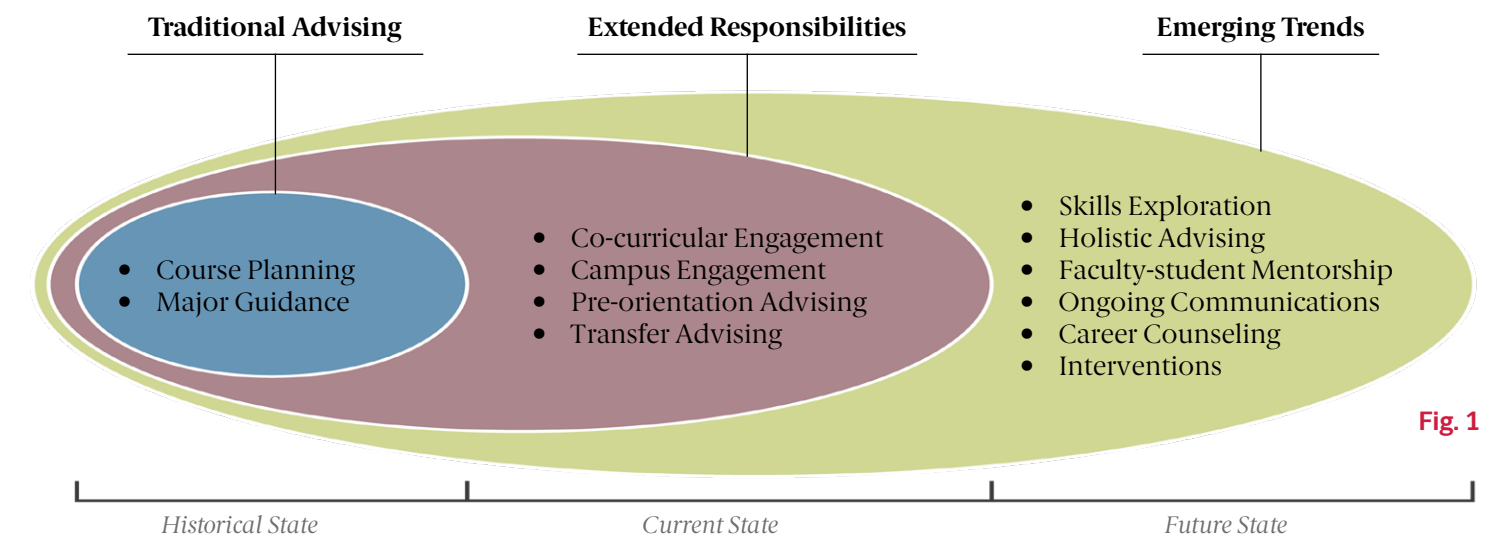 Traditional Advising
Extended Responsibilities
Emerging Trends
• Course Planning
• Major Guidance
• Co-curricular Engagement
• Campus Engagement
• Pre-orientation Advising
• Transfer Advising
• Skills Exploration
• Holistic Advising
• Faculty-student Mentorship
• Ongoing Communications
• Career Counseling
• Interventions
Fig. 1
Historical State
Current State
Future State